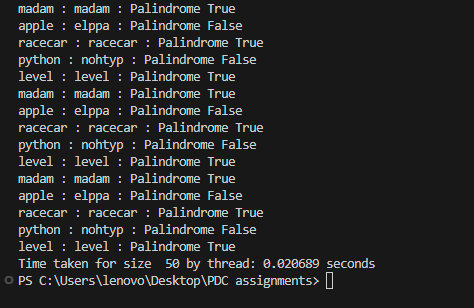 madam : madam : Palindrome True
apple : elppa : Palindrome False
racecar : racecar : Palindrome True
python : nohtyp : Palindrome False
level : level : Palindrome True
madam : madam : Palindrome True
apple : elppa : Palindrome False
racecar : racecar : Palindrome True
python : nohtyp : Palindrome False
level : level : Palindrome True
madam : madam : Palindrome True
apple : elppa : Palindrome False
racecar : racecar : Palindrome True
python : nohtyp : Palindrome False
level : level : Palindrome True
Time taken for size  50 by thread: 0.020689 seconds
PS C:\Users\lenovo\Desktop\PDC assignments>